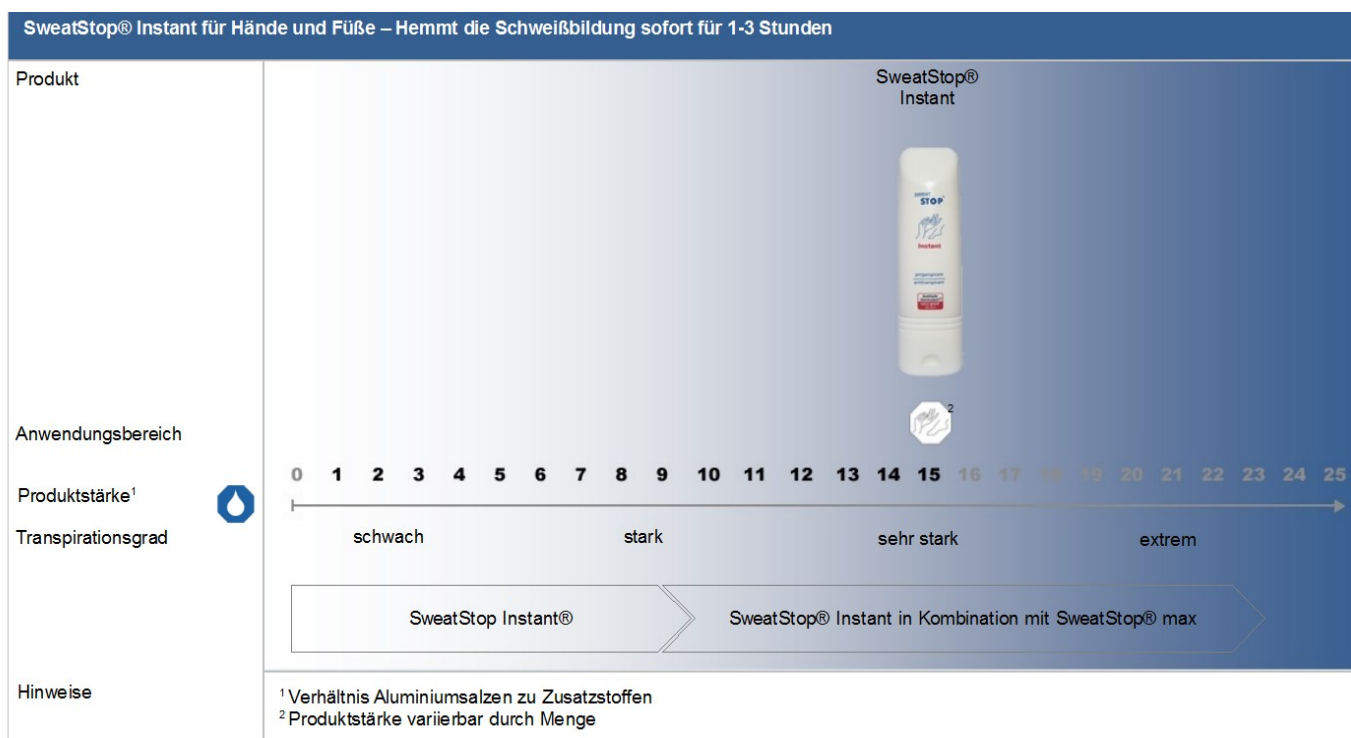 SweatStop® Instant für Hände und Füße – Hemmt die Schweißbildung sofort für 1-3 Stunden
Produkt
SweatStop®
Instant
STOP
Instant
Anwendungsbereich
2
0 1 2 3 4 5 6 7 8 9 10 11 12 13 14 15 16 17 18 19 20 21 22 23 24 25
Produktstärke¹
Transpirationsgrad schwach stark sehr stark extrem
SweatStop Instant® SweatStop® Instant in Kombination mit SweatStop® max
Hinweise
¹ Verhältnis Aluminiumsalzen zu Zusatzstoffen
² Produktstärke variierbar durch Menge